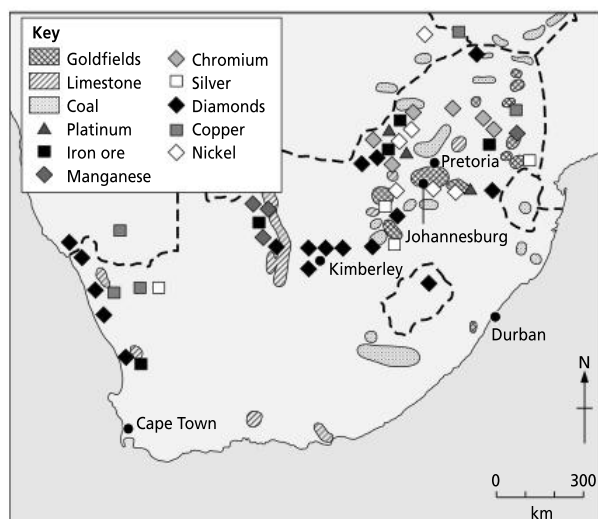 Key
Goldfields
Limestone
Coal
Platinum
Iron ore
Manganese
Chromium
Silver
Diamonds
Copper
Nickel
Pretoria
Johannesburg
Kimberley
Durban
Cape Town
N
0 300
km